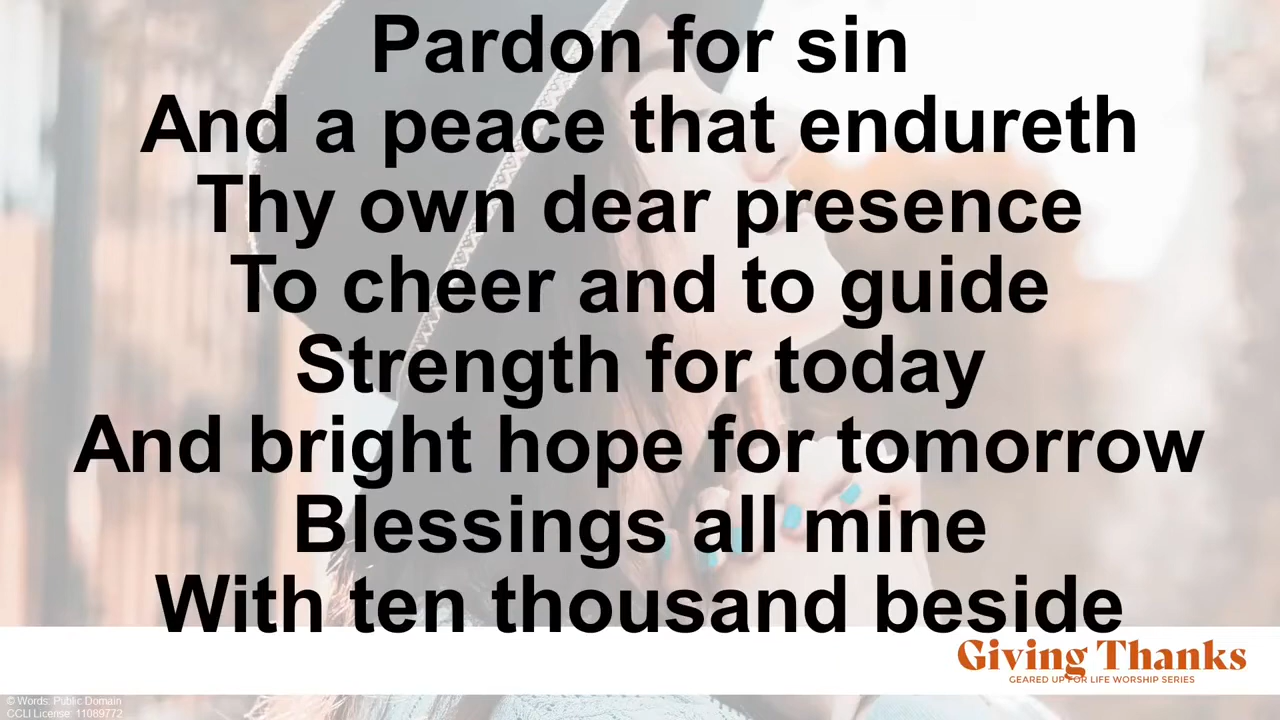 Pardon for sin
And a peace that endureth
Thy own dear presence
To cheer and to guide
Strength for today
And bright hope for tomorrow
Blessings all mine
With ten thousand beside
Giving Thanks
GEARED UP FOR LIFE WORSHIP SERIES
© Words: Public Domain
CCLI License: 11089772